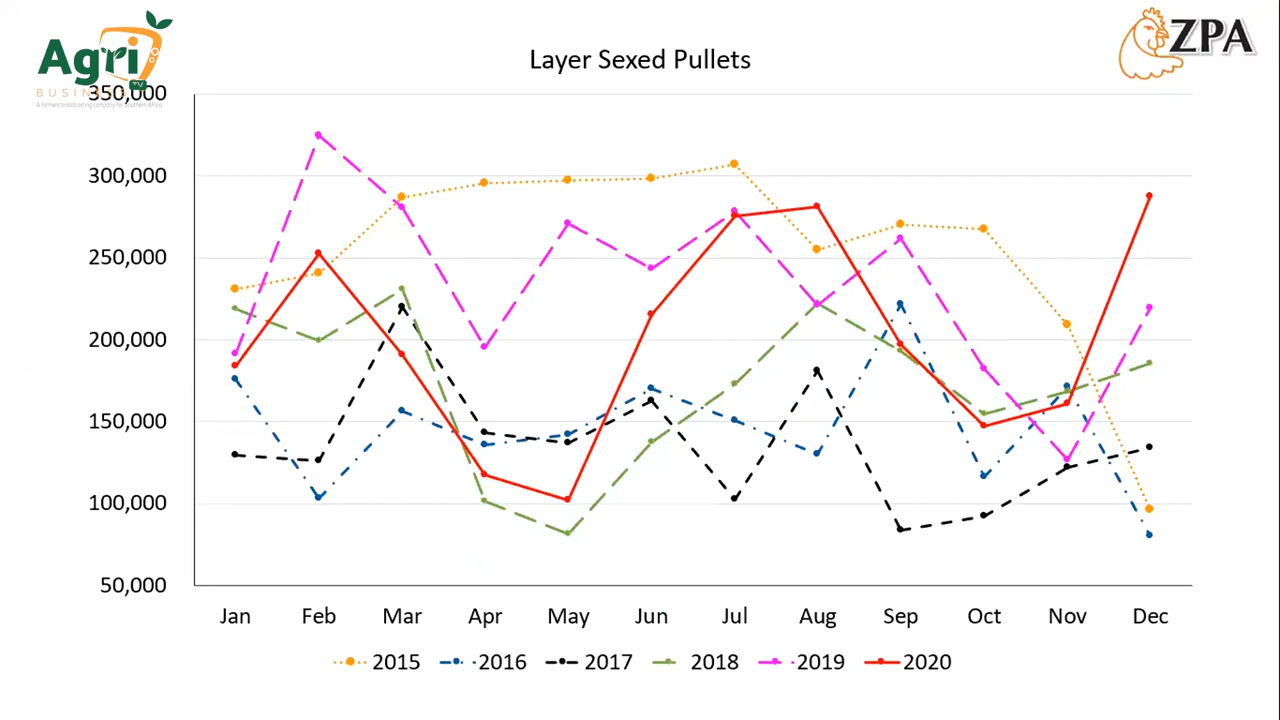 Agri
TV
BUSINESS
A farmers broadcasting company for Southern Africa
ZPA
Layer Sexed Pullets
350,000
300,000
250,000
200,000
150,000
100,000
50,000
Jan Feb Mar Apr May Jun Jul Aug Sep Oct Nov Dec
2015 2016 2017 2018 2019 2020